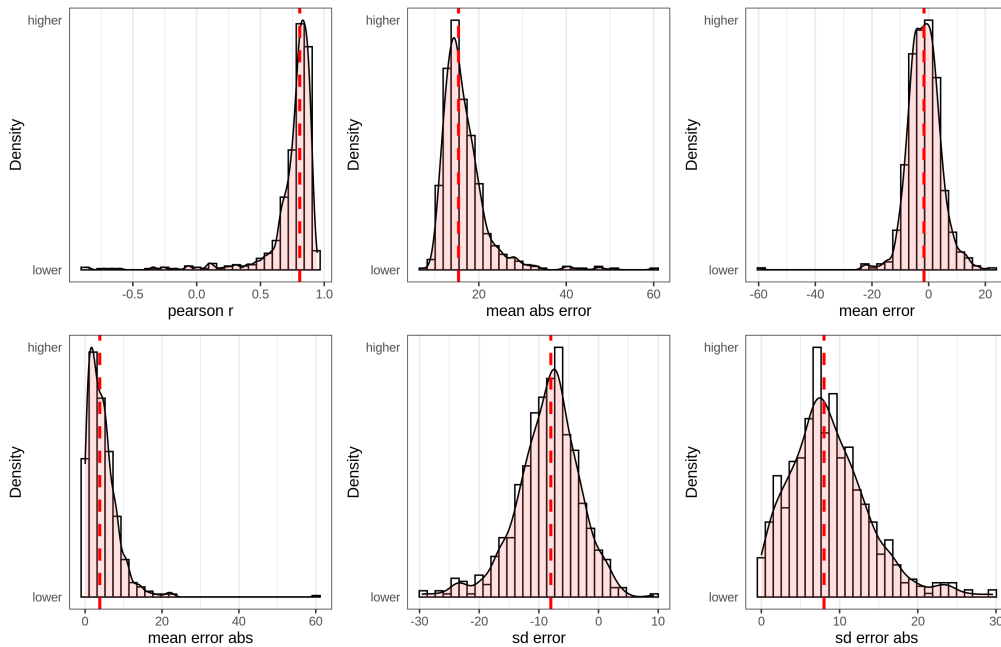 higher
Density
lower
-0.5 0.0 0.5 1.0
pearson r
higher
Density
lower
20 40 60
mean abs error
higher
Density
lower
-60 -40 -20 0 20
mean error
higher
Density
lower
0 20 40 60
mean error abs
higher
Density
lower
-30 -20 -10 0 10
sd error
higher
Density
lower
0 10 20 30
sd error abs